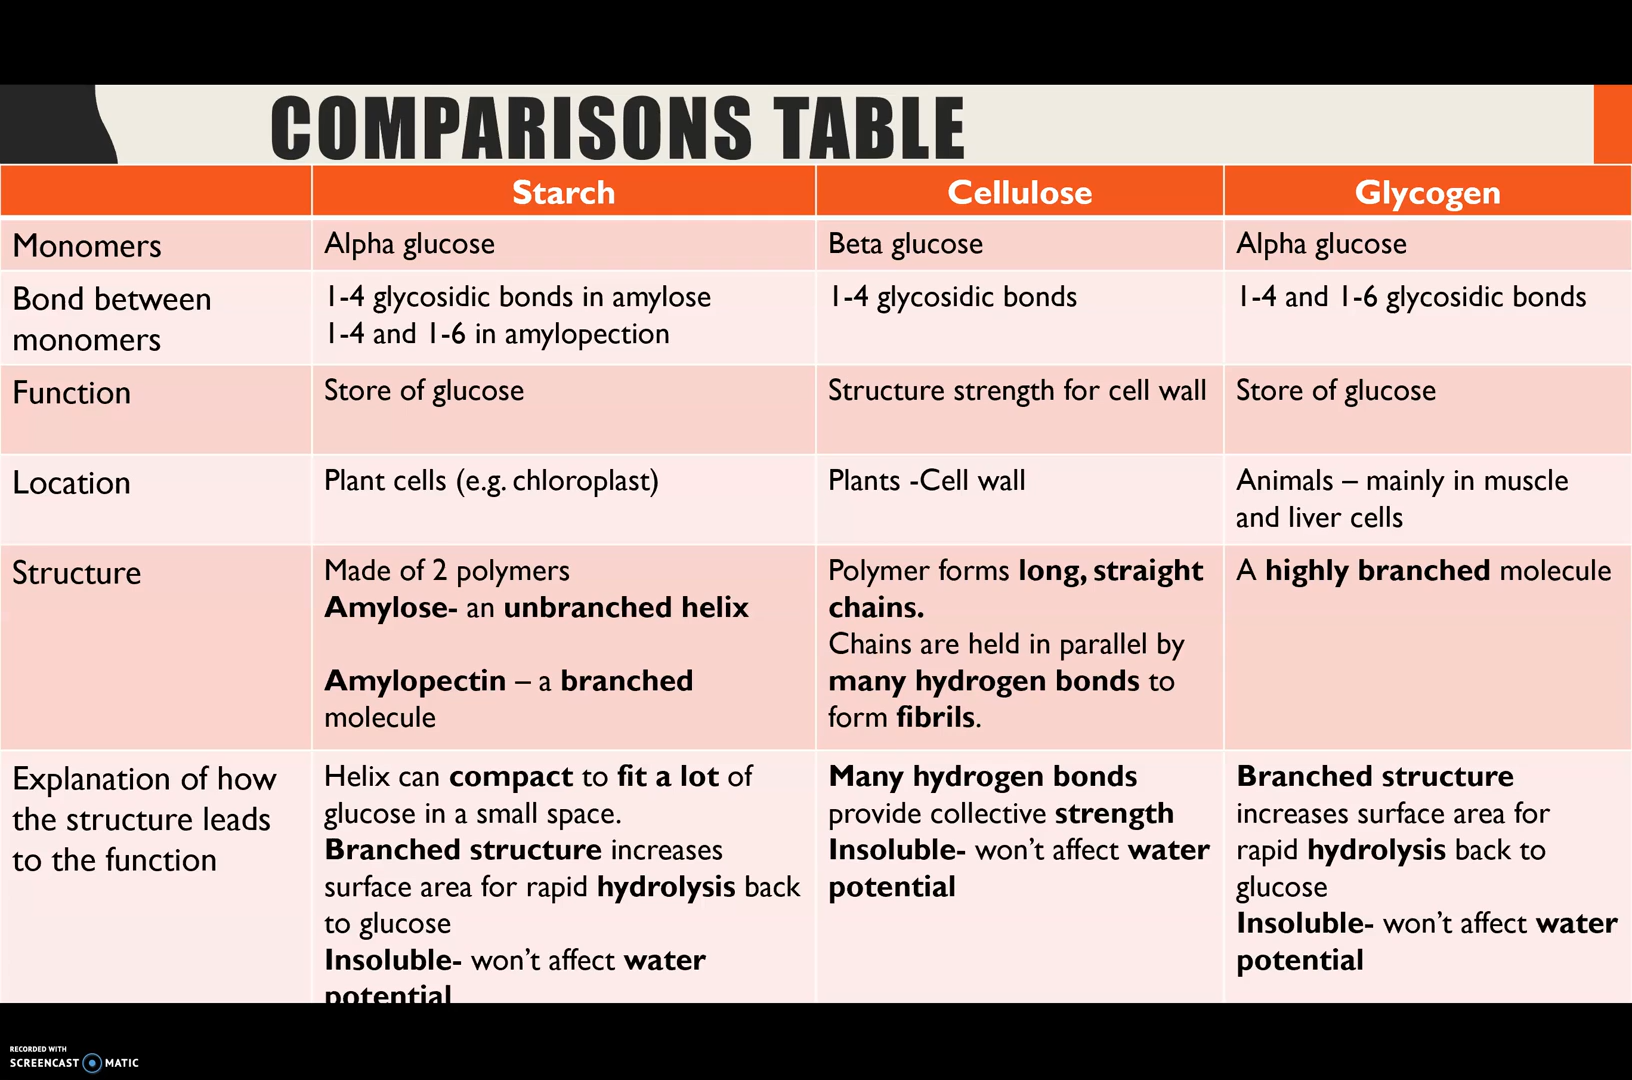 COMPARISONS TABLE
Starch
Cellulose
Glycogen
Monomers
Alpha glucose
Beta glucose
Alpha glucose
Bond between
monomers
1-4 glycosidic bonds in amylose
1-4 and 1-6 in amylopection
1-4 glycosidic bonds
1-4 and 1-6 glycosidic bonds
Function
Store of glucose
Structure strength for cell wall
Store of glucose
Location
Plant cells (e.g. chloroplast)
Plants -Cell wall
Animals – mainly in muscle
and liver cells
Structure
Made of 2 polymers
Amylose- an unbranched helix
Amylopectin – a branched
molecule
Polymer forms long, straight
chains.
Chains are held in parallel by
many hydrogen bonds to
form fibrils.
A highly branched molecule
Explanation of how
the structure leads
to the function
Helix can compact to fit a lot of
glucose in a small space.
Branched structure increases
surface area for rapid hydrolysis back
to glucose
Insoluble- won't affect water
potential
Many hydrogen bonds
provide collective strength
Insoluble- won't affect water
potential
Branched structure
increases surface area for
rapid hydrolysis back to
glucose
Insoluble- won't affect water
potential
RECORDED WITH
SCREENCAST MATIC